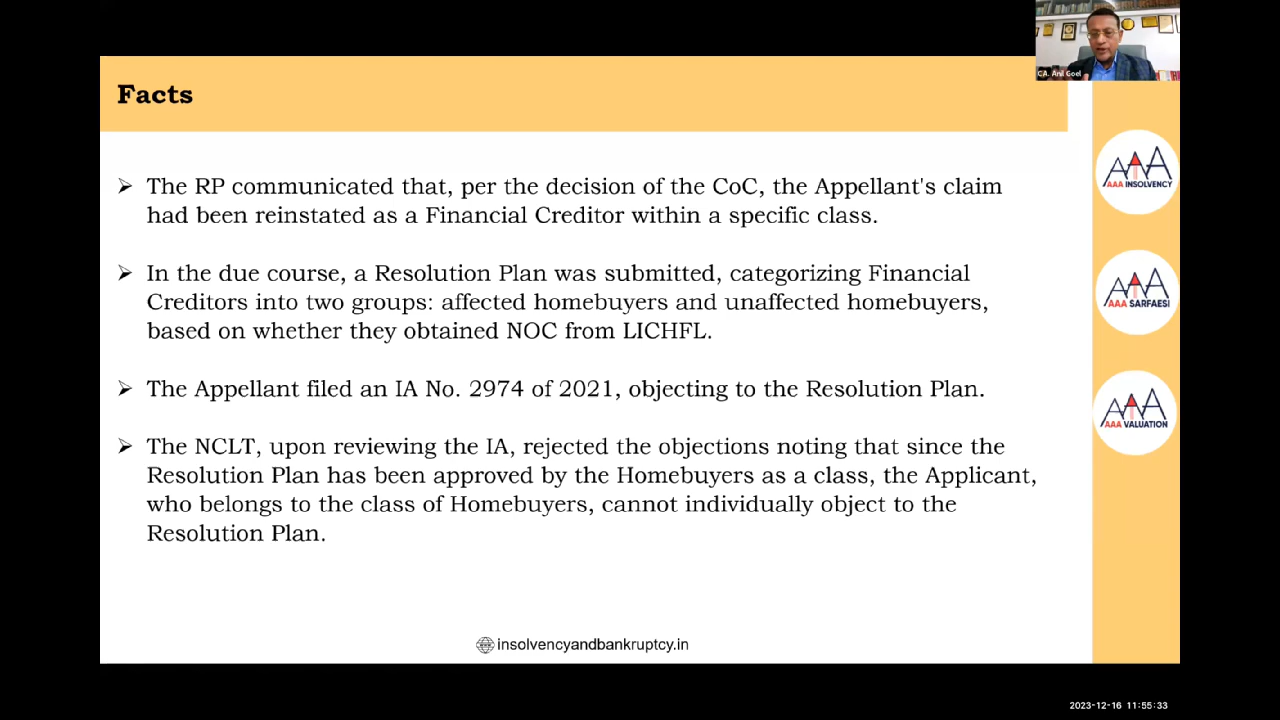 CA. Anil Goel
Facts
➢ The RP communicated that, per the decision of the CoC, the Appellant's claim
had been reinstated as a Financial Creditor within a specific class.
➢ In the due course, a Resolution Plan was submitted, categorizing Financial
Creditors into two groups: affected homebuyers and unaffected homebuyers,
based on whether they obtained NOC from LICHFL.
➢ The Appellant filed an IA No. 2974 of 2021, objecting to the Resolution Plan.
➢ The NCLT, upon reviewing the IA, rejected the objections noting that since the
Resolution Plan has been approved by the Homebuyers as a class, the Applicant,
who belongs to the class of Homebuyers, cannot individually object to the
Resolution Plan.
AAA
AAA INSOLVENCY
AAA
AAA SARFAESI
AAA
AAA VALUATION
insolvencyandbankruptcy.in
2023-12-16 11:55:33